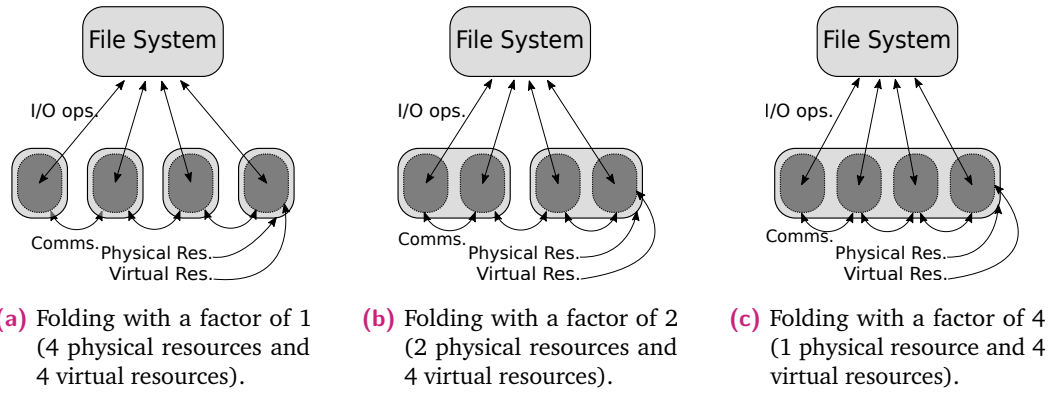 File System
I/O ops.
Comms.
Physical Res.
Virtual Res.
File System
I/O ops.
Comms.
Physical Res.
Virtual Res.
File System
I/O ops.
Comms.
Physical Res.
Virtual Res.
(a) Folding with a factor of 1
(4 physical resources and
4 virtual resources).
(b) Folding with a factor of 2
(2 physical resources and
4 virtual resources).
(c) Folding with a factor of 4
(1 physical resource and 4
virtual resources).